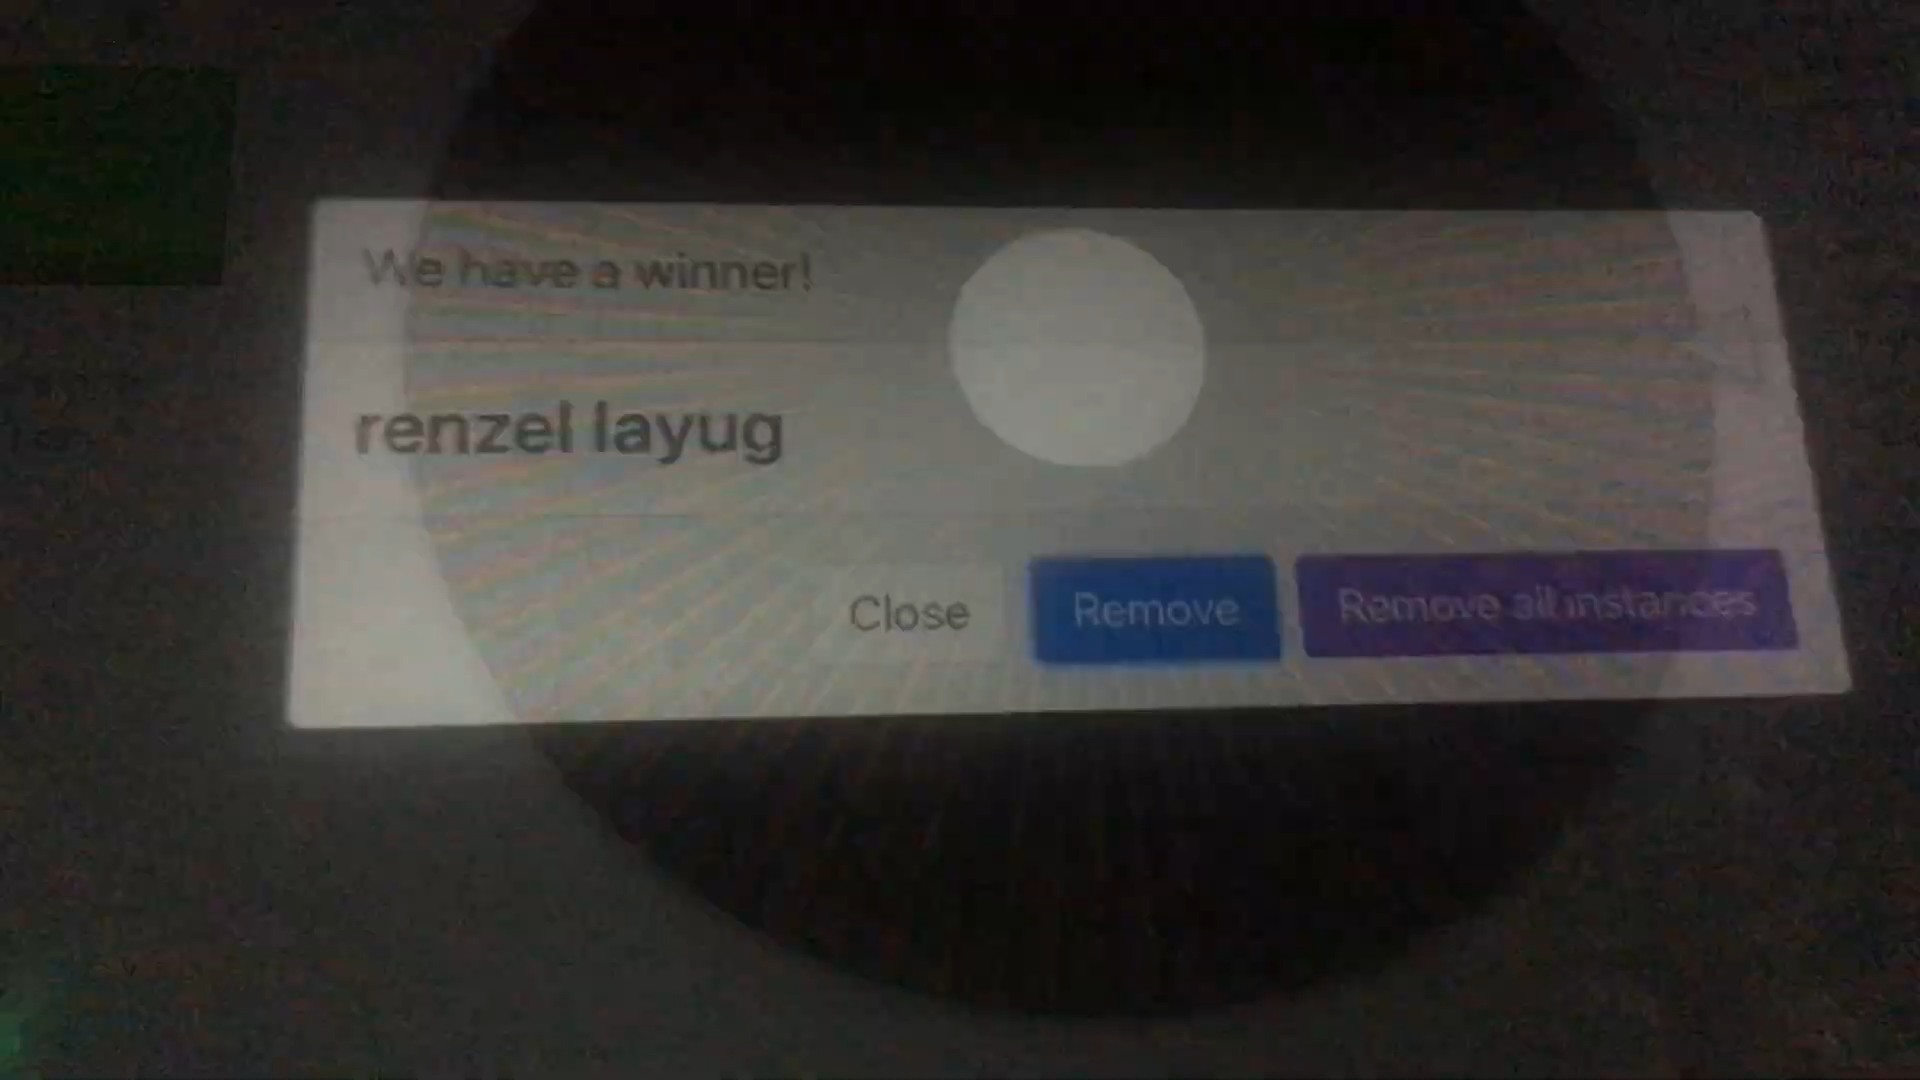 We have a winner!
renzel layug
Close
Remove
Remove all instances